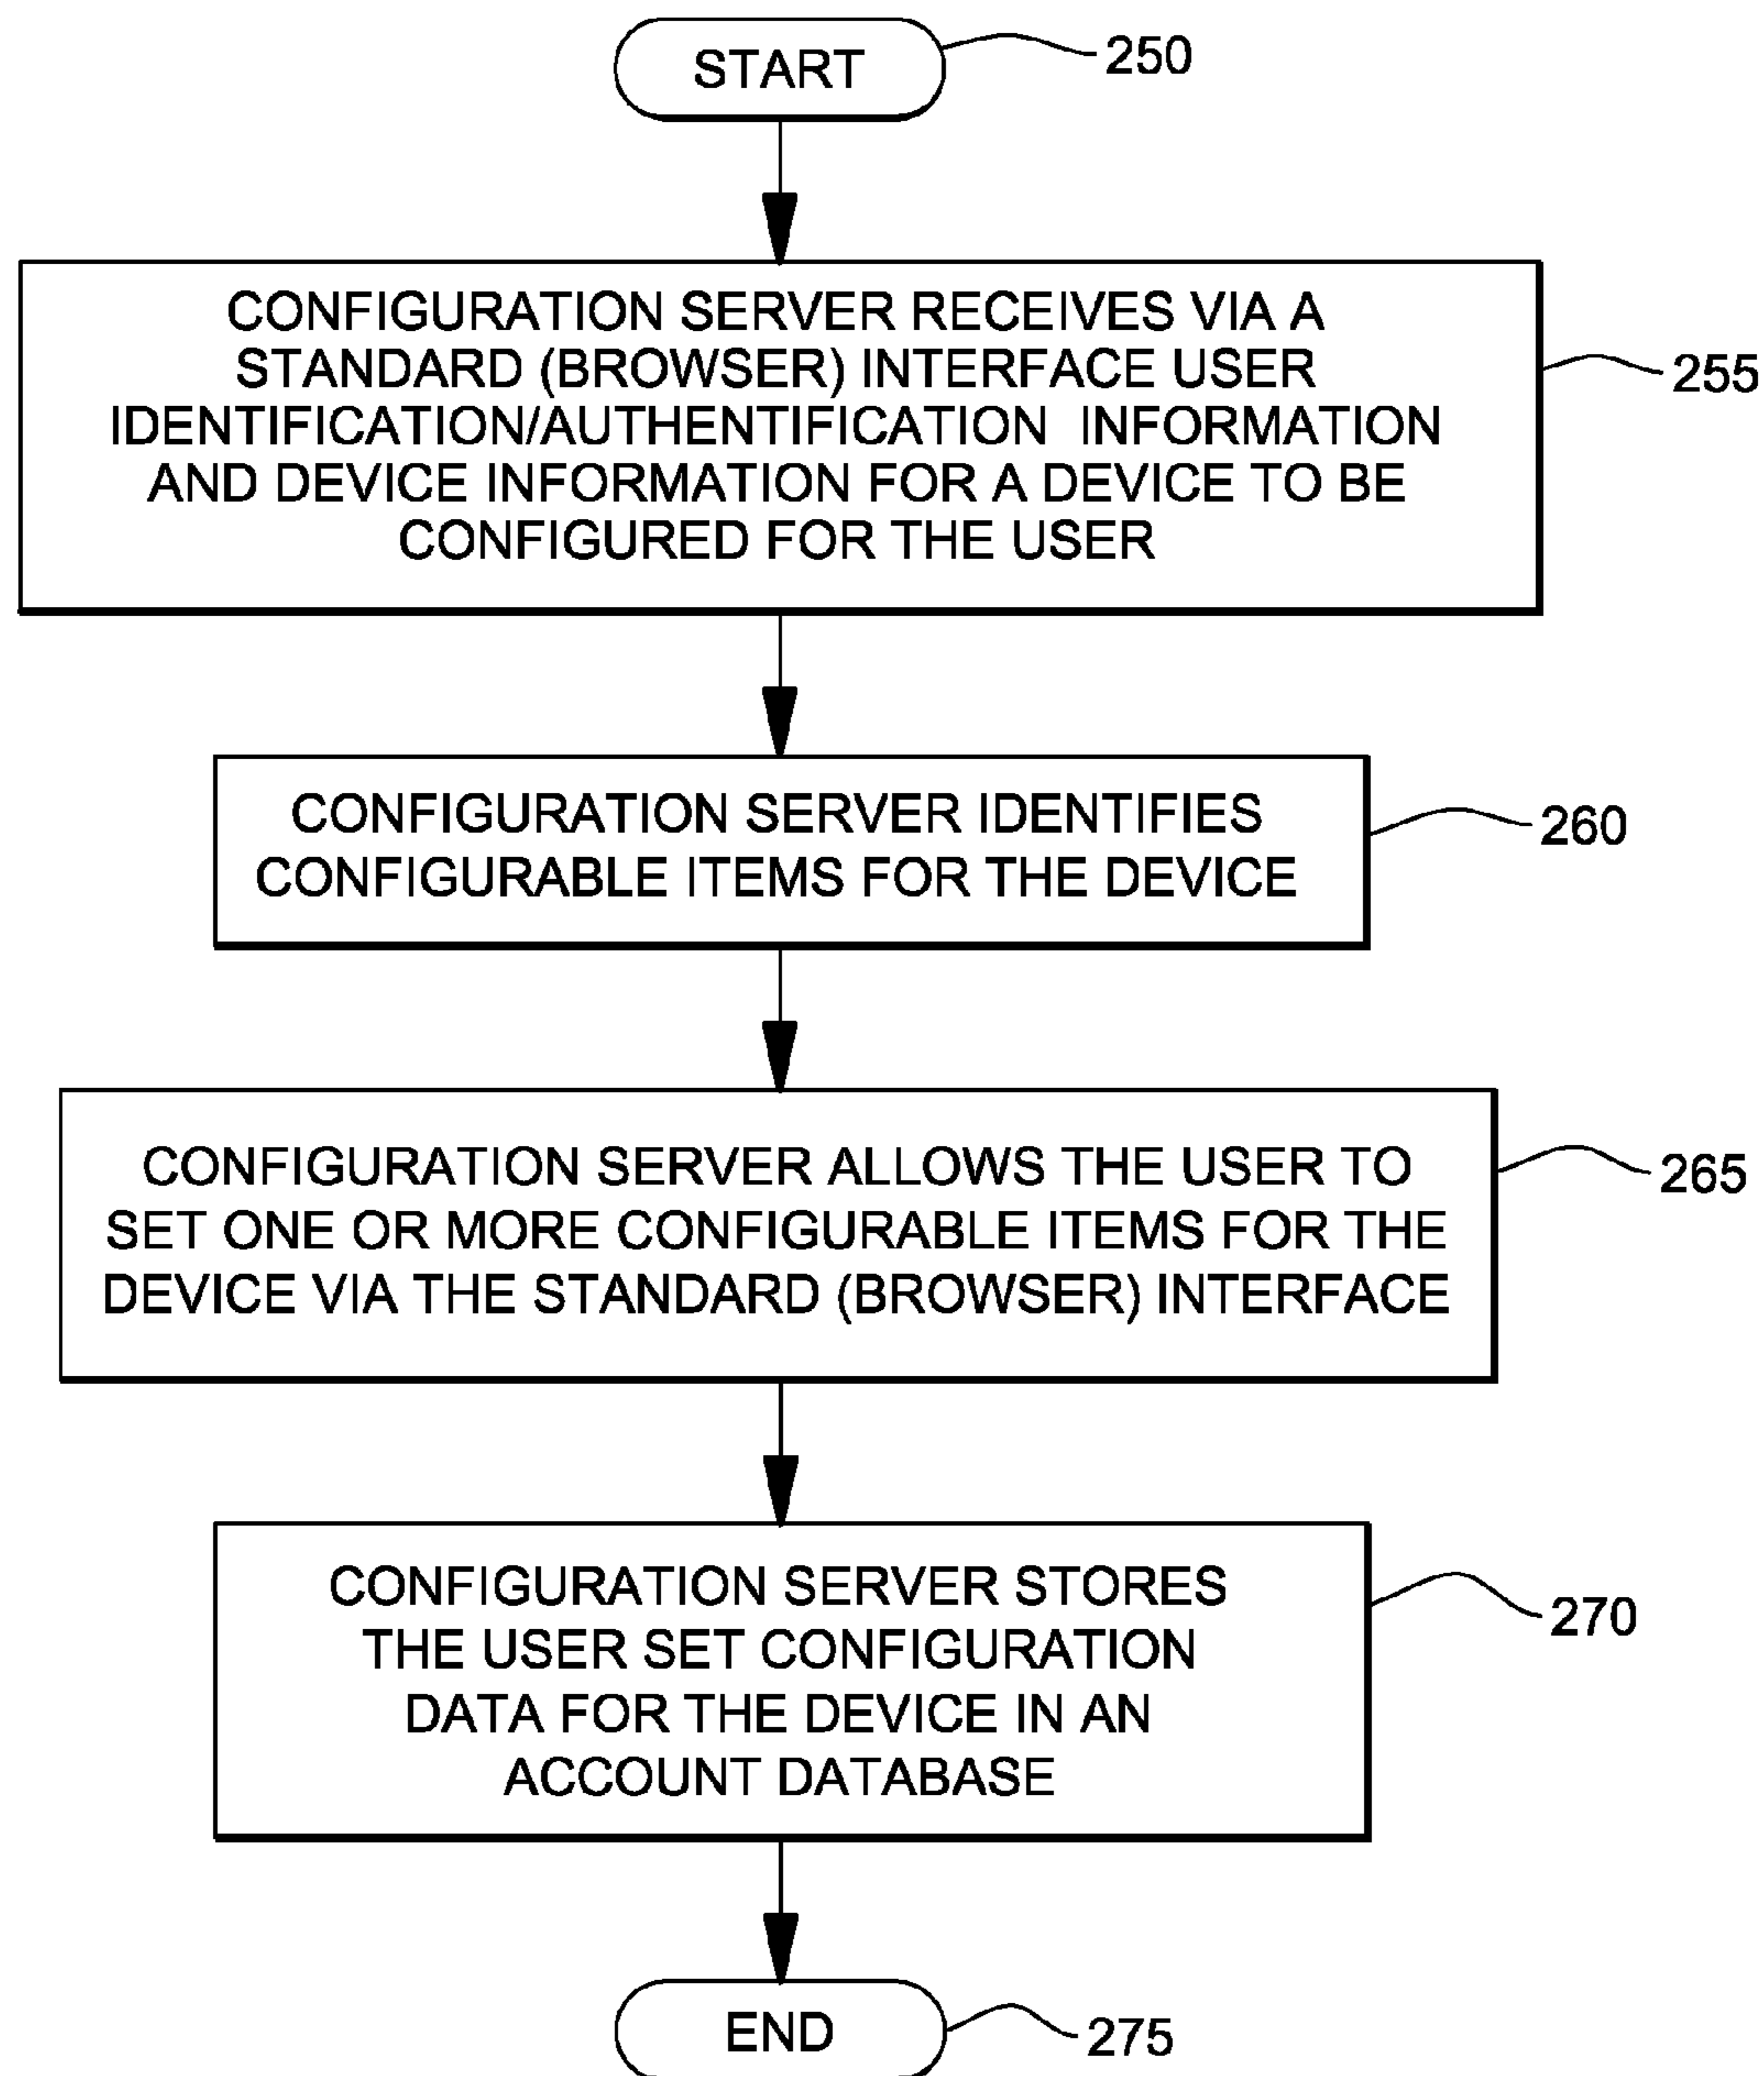 START
250
CONFIGURATION SERVER RECEIVES VIA A
STANDARD (BROWSER) INTERFACE USER
IDENTIFICATION/AUTHENTIFICATION INFORMATION
AND DEVICE INFORMATION FOR A DEVICE TO BE
CONFIGURED FOR THE USER
255
CONFIGURATION SERVER IDENTIFIES
CONFIGURABLE ITEMS FOR THE DEVICE
260
CONFIGURATION SERVER ALLOWS THE USER TO
SET ONE OR MORE CONFIGURABLE ITEMS FOR THE
DEVICE VIA THE STANDARD (BROWSER) INTERFACE
265
CONFIGURATION SERVER STORES
THE USER SET CONFIGURATION
DATA FOR THE DEVICE IN AN
ACCOUNT DATABASE
270
END
275